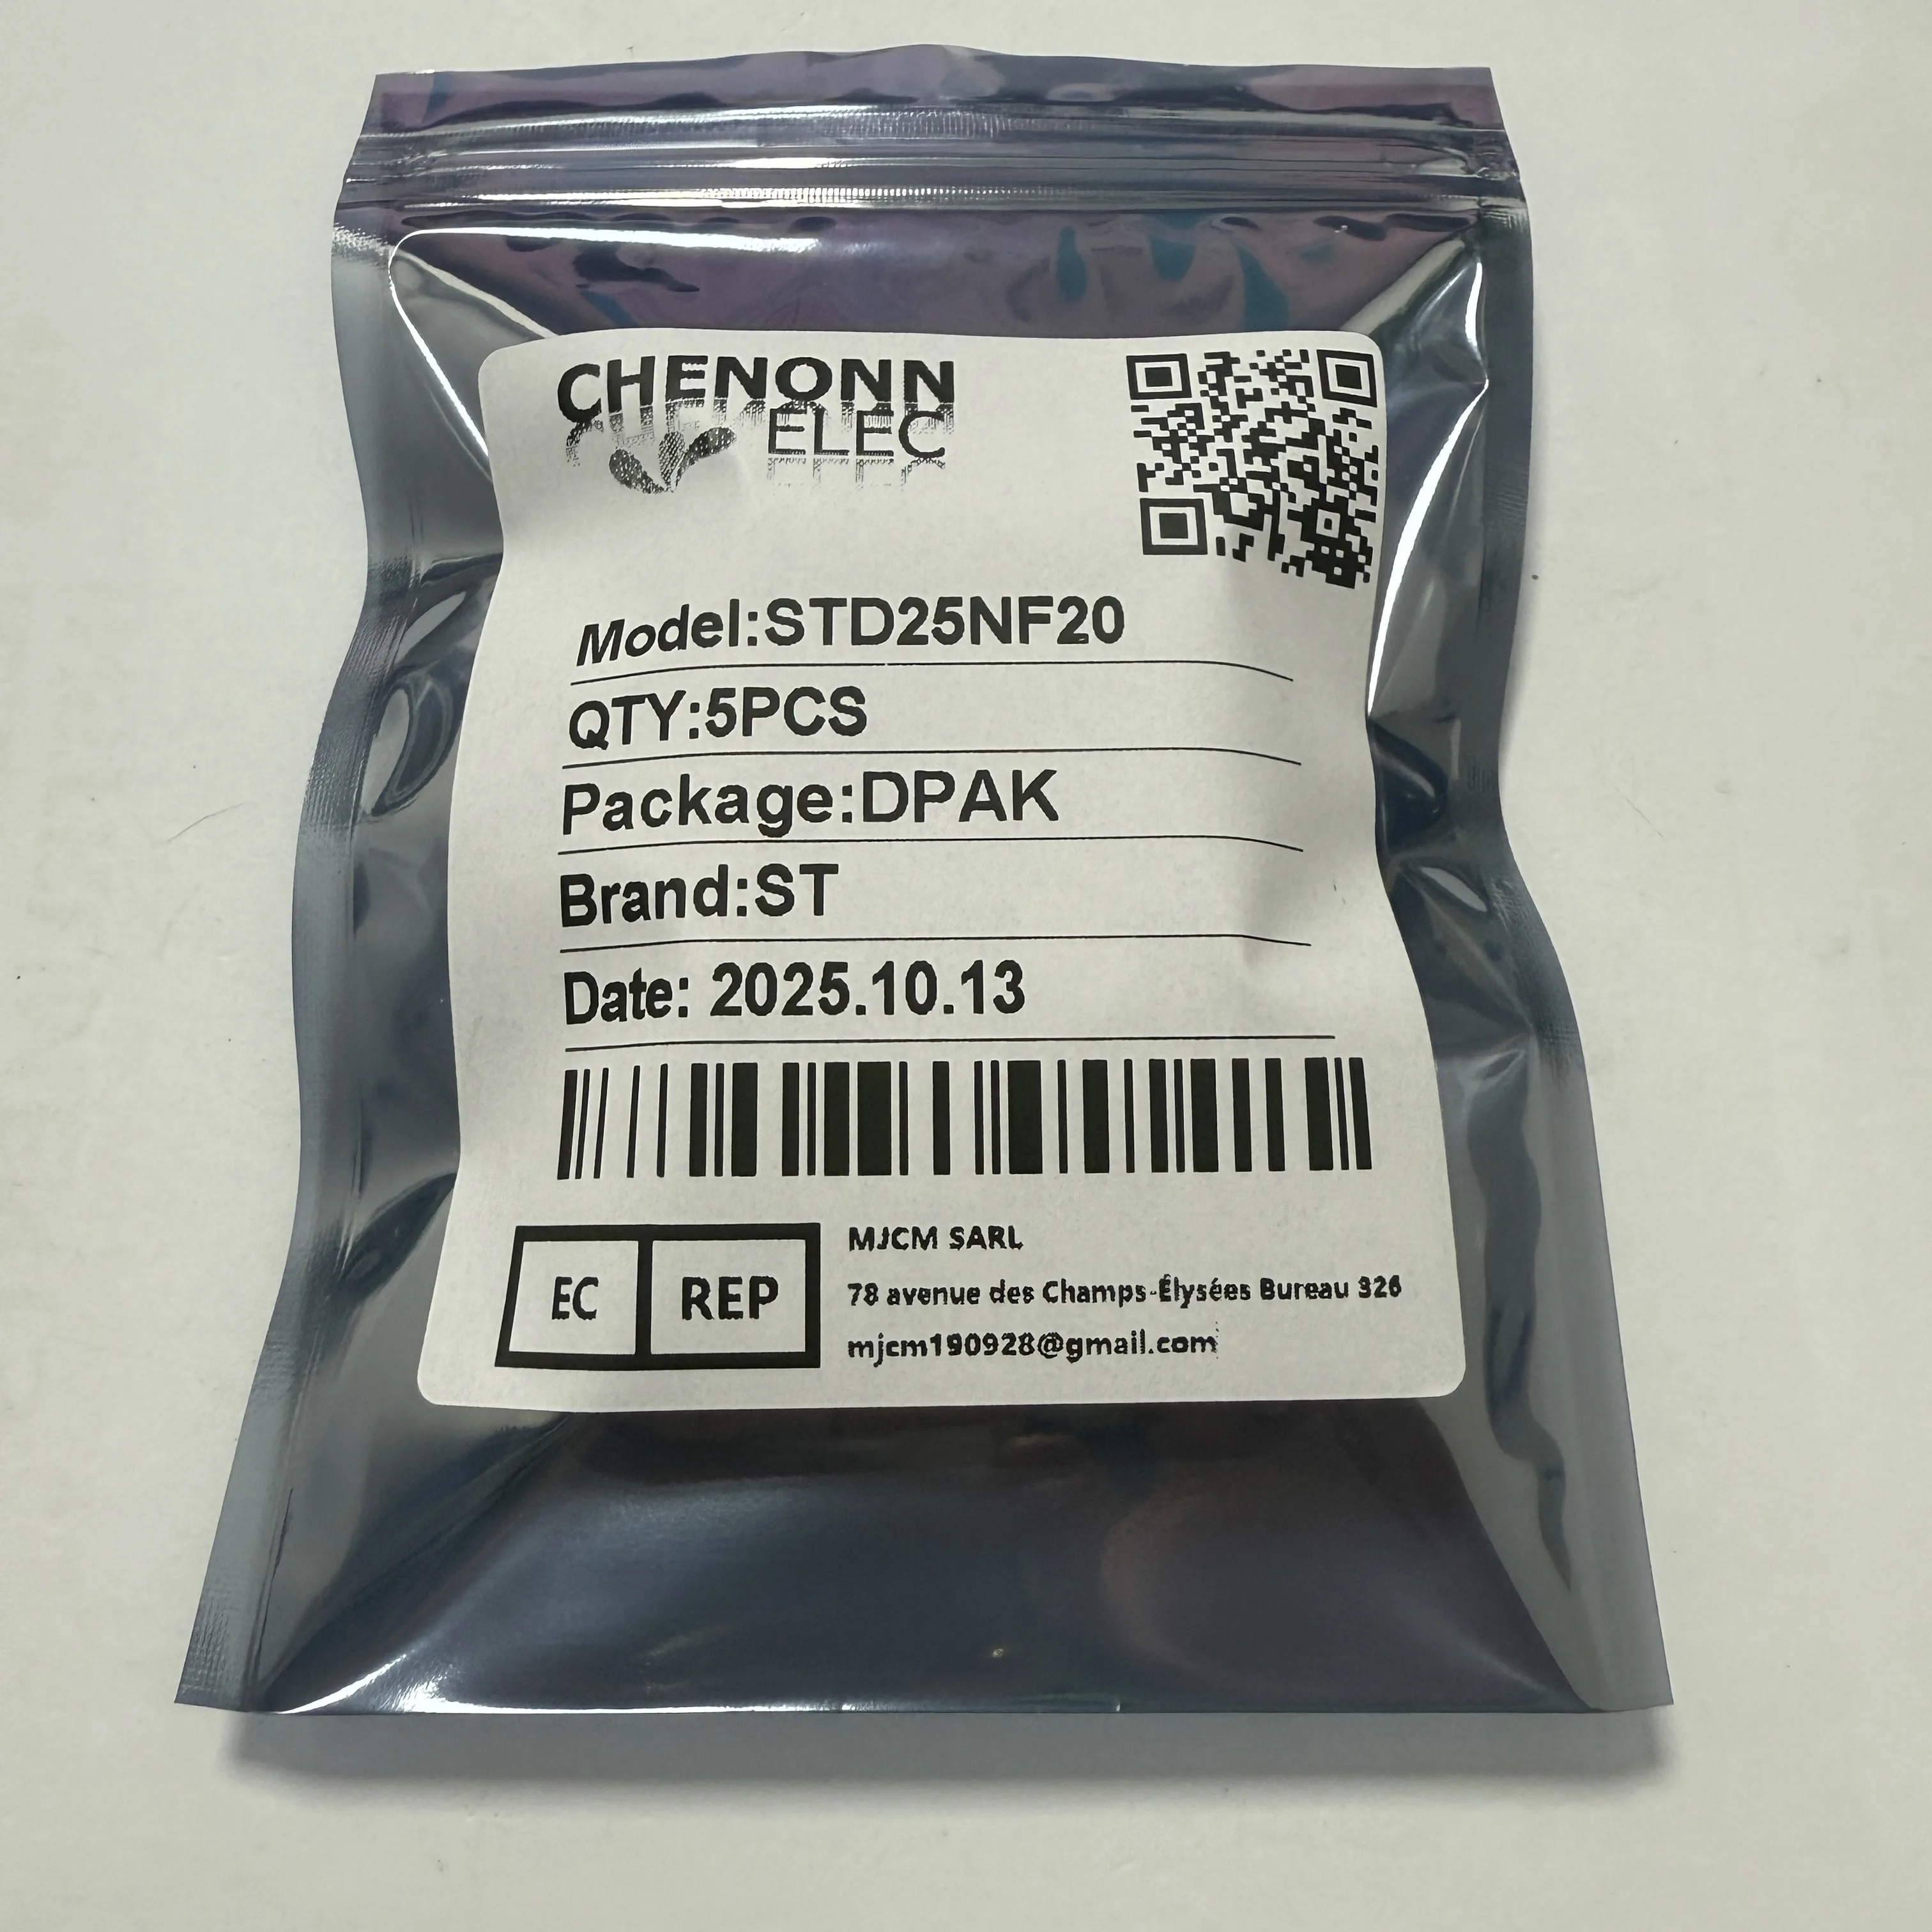 CHENONN
ELEC
Model:STD25NF20
QTY:5PCS
Package:DPAK
Brand:ST
Date: 2025.10.13
EC REP
MJCM SARL
78 avenue des Champs-Élysées Bureau 326
mjcm190928@gmail.com